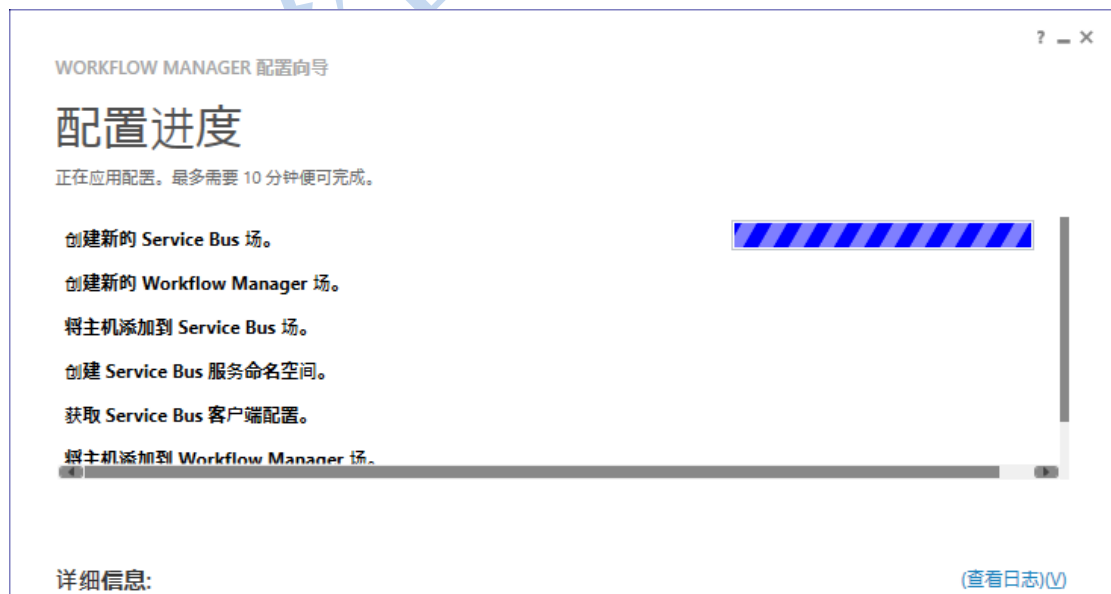 ? _ ×
WORKFLOW MANAGER 配置向导
配置进度
正在应用配置。最多需要 10 分钟便可完成。
创建新的 Service Bus 场。
创建新的 Workflow Manager 场。
将主机添加到 Service Bus 场。
创建 Service Bus 服务命名空间。
获取 Service Bus 客户端配置。
将主机添加到 Workflow Manager 场。
详细信息:
(查看日志)(V)